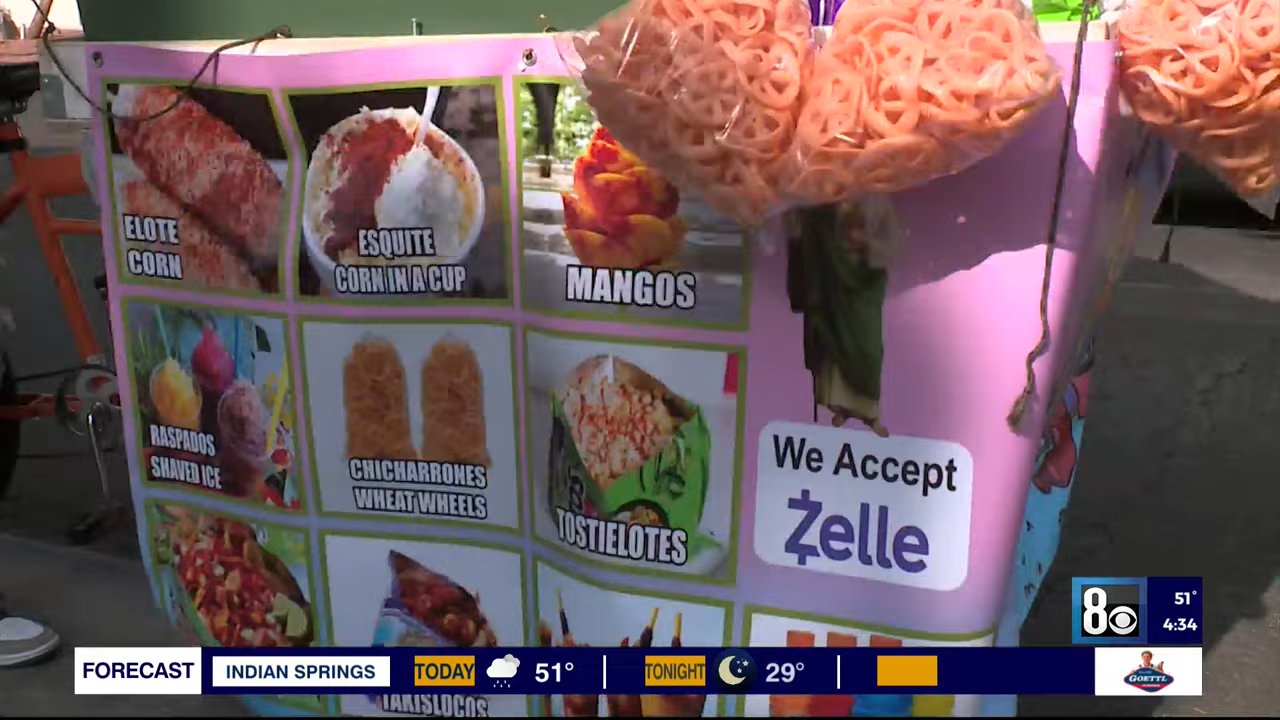 ELOTE
CORN
ESQUITE
CORN IN A CUP
MANGOS
RASPADOS
SHAVED ICE
CHICHARRONES
WHEAT WHEELS
TOSTIELOTES
We Accept
Zelle
TAKISLOCOS
8
51°
4:34
FORECAST
INDIAN SPRINGS
TODAY
51°
TONIGHT
29°
GOETTL